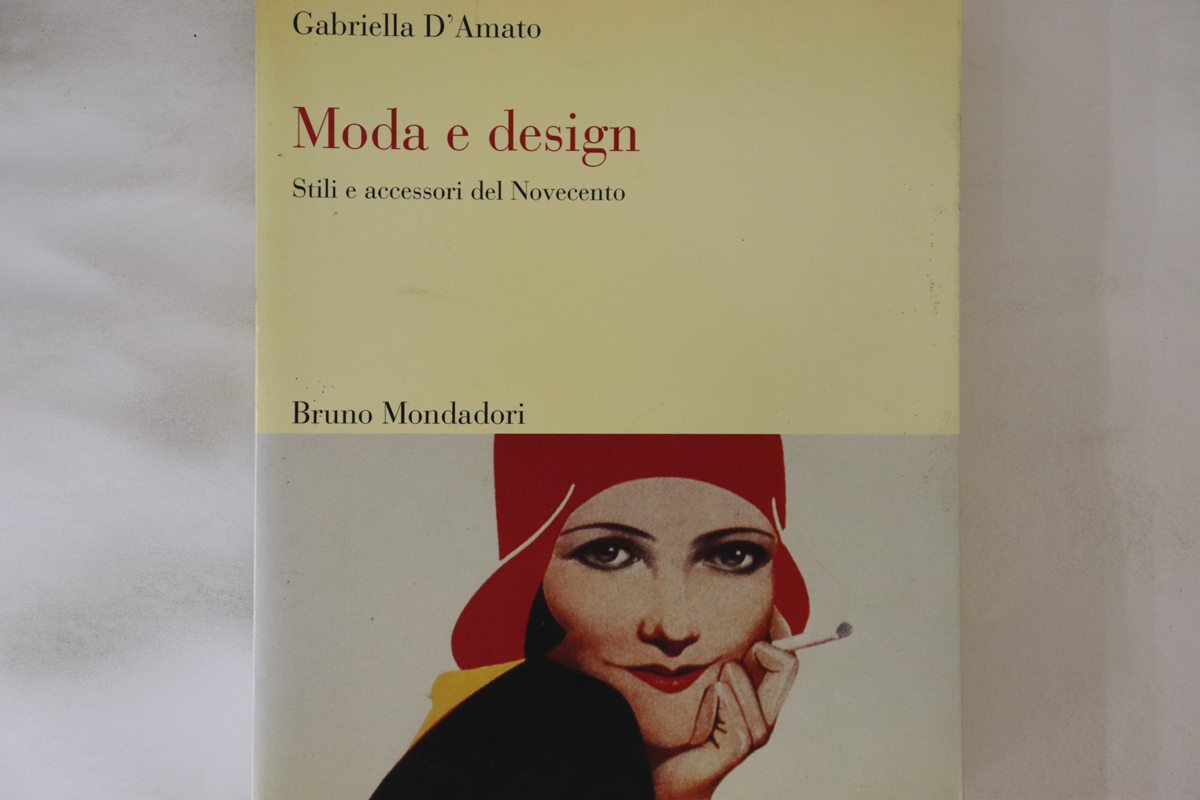 Gabriella D'Amato
Moda e design
Stili e accessori del Novecento
Bruno Mondadori